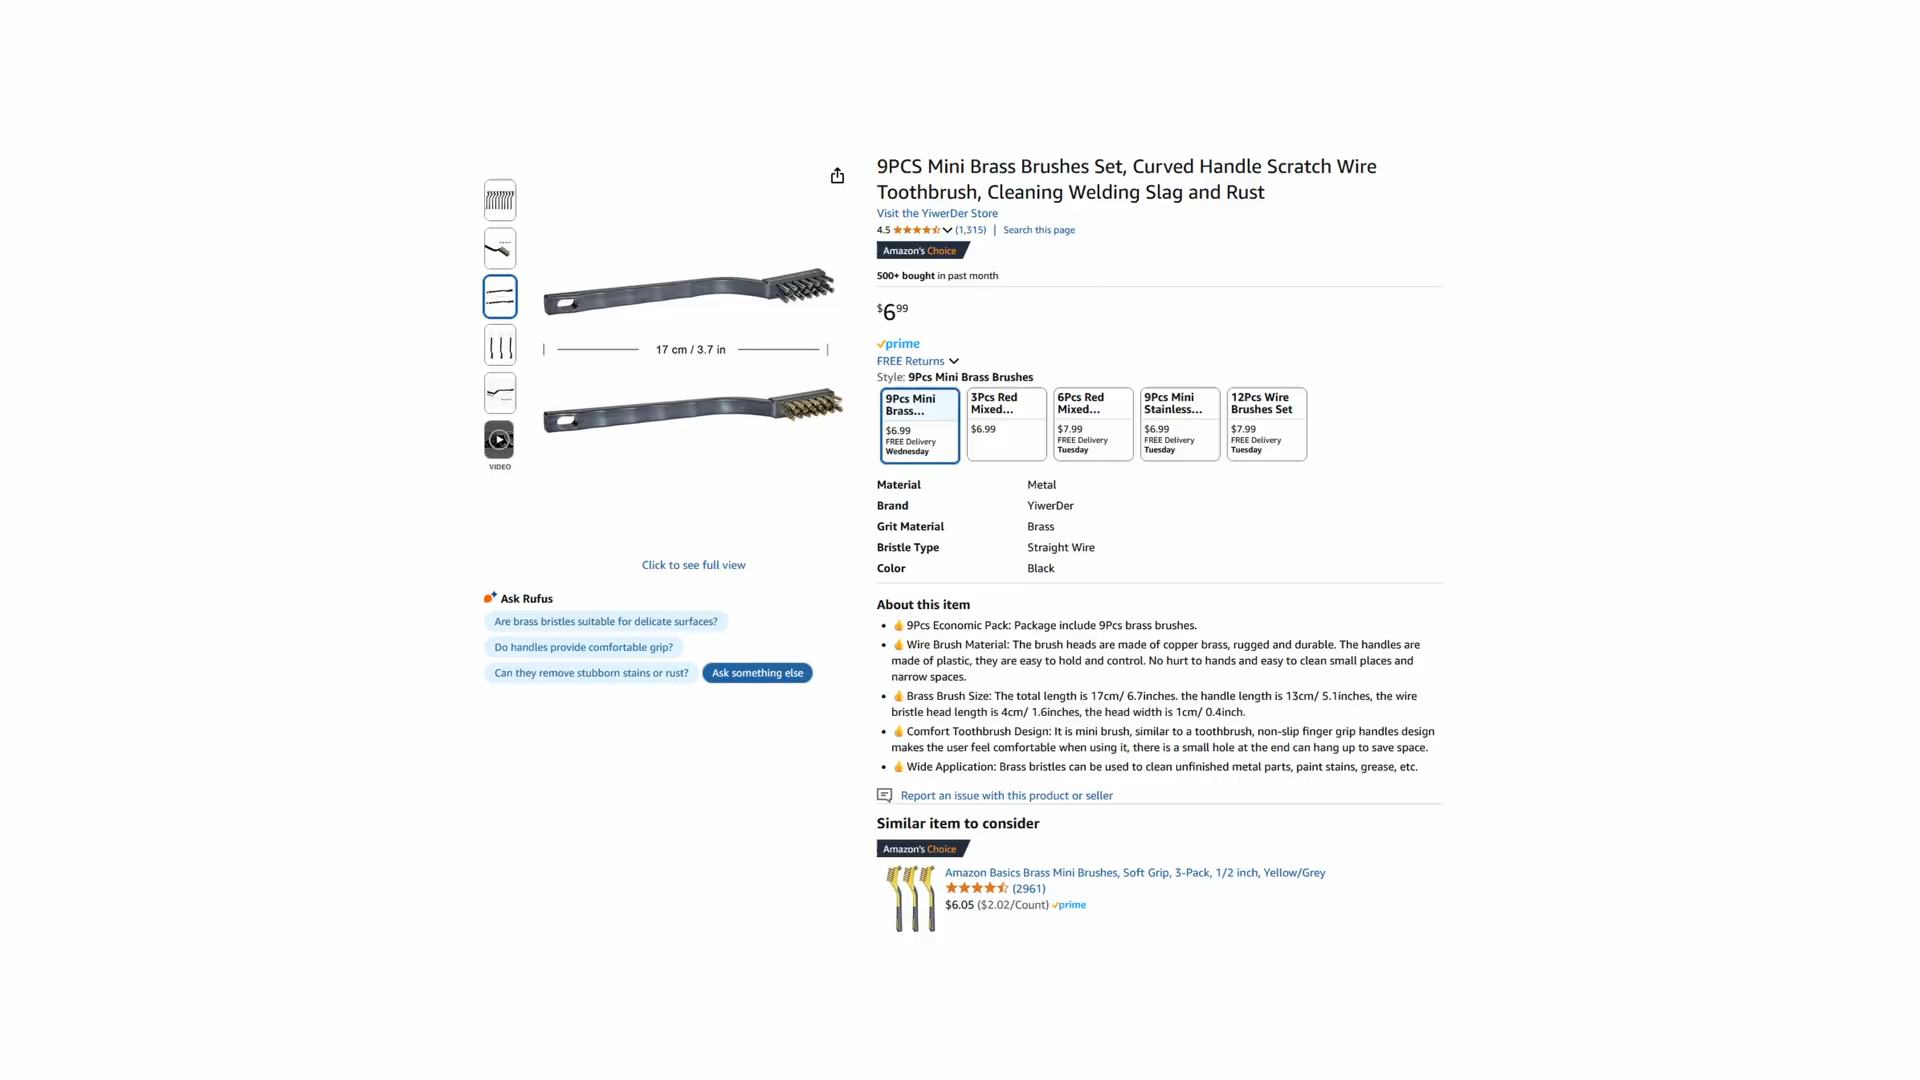 9PCS Mini Brass Brushes Set, Curved Handle Scratch Wire
Toothbrush, Cleaning Welding Slag and Rust
Visit the YiwerDer Store
4.5 (1,315) | Search this page
Amazon's Choice
500+ bought in past month
$6.99
prime
FREE Returns
Style: 9Pcs Mini Brass Brushes
9Pcs Mini
Brass...
$6.99
FREE Delivery
Wednesday
3Pcs Red
Mixed...
$6.99
6Pcs Red
Mixed...
$7.99
FREE Delivery
Tuesday
9Pcs Mini
Stainless...
$6.99
FREE Delivery
Tuesday
12Pcs Wire
Brushes Set
$7.99
FREE Delivery
Tuesday
Material Metal
Brand YiwerDer
Grit Material Brass
Bristle Type Straight Wire
Color Black
About this item
• 👍9Pcs Economic Pack: Package include 9Pcs brass brushes.
• 👍Wire Brush Material: The brush heads are made of copper brass, rugged and durable. The handles are
made of plastic, they are easy to hold and control. No hurt to hands and easy to clean small places and
narrow spaces.
• 👍Brass Brush Size: The total length is 17cm/ 6.7inches. the handle length is 13cm/ 5.1inches, the wire
bristle head length is 4cm/ 1.6inches, the head width is 1cm/ 0.4inch.
• 👍Comfort Toothbrush Design: It is mini brush, similar to a toothbrush, non-slip finger grip handles design
makes the user feel comfortable when using it, there is a small hole at the end can hang up to save space.
• 👍Wide Application: Brass bristles can be used to clean unfinished metal parts, paint stains, grease, etc.
Report an issue with this product or seller
Similar item to consider
Amazon's Choice
Amazon Basics Brass Mini Brushes, Soft Grip, 3-Pack, 1/2 inch, Yellow/Grey
(2961)
$6.05 ($2.02/Count) prime
17 cm / 3.7 in
VIDEO
Click to see full view
Ask Rufus
Are brass bristles suitable for delicate surfaces?
Do handles provide comfortable grip?
Can they remove stubborn stains or rust?
Ask something else